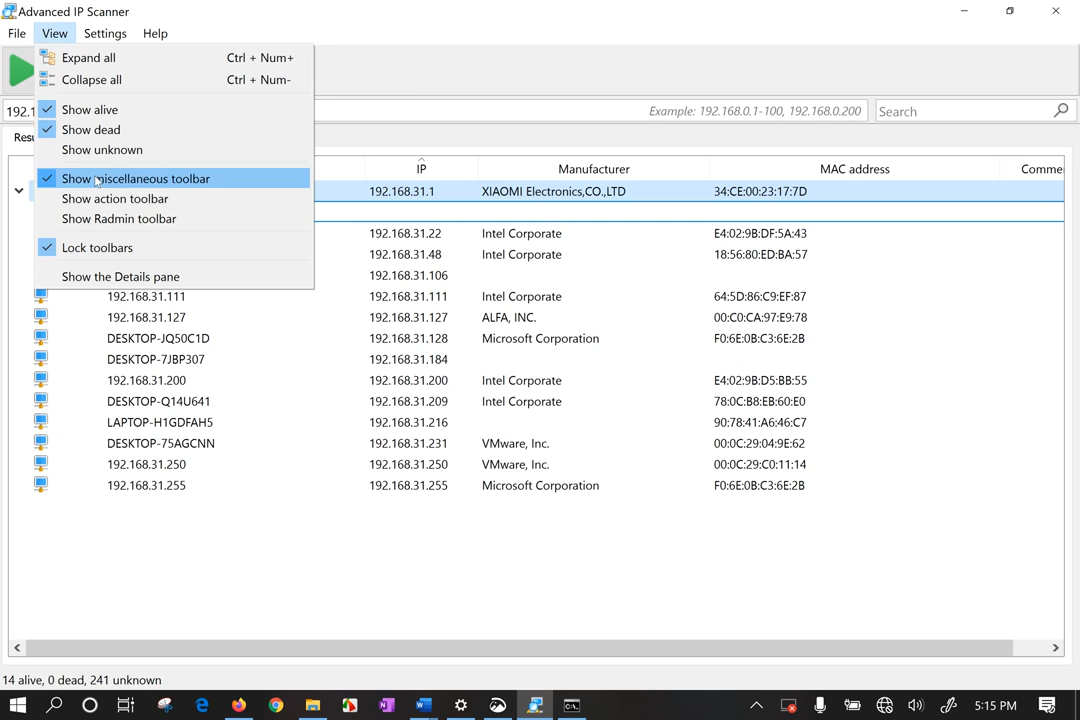 Advanced IP Scanner
File View Settings Help
Expand all Ctrl + Num+
Collapse all Ctrl + Num-
Show alive
Show dead
Show unknown
Show miscellaneous toolbar
Show action toolbar
Show Radmin toolbar
Lock toolbars
Show the Details pane
192.1 Example: 192.168.0.1-100, 192.168.0.200 Search
Resu
IP Manufacturer MAC address Comme
192.168.31.1 XIAOMI Electronics,CO.,LTD 34:CE:00:23:17:7D
192.168.31.22 Intel Corporate E4:02:9B:DF:5A:43
192.168.31.48 Intel Corporate 18:56:80:ED:BA:57
192.168.31.106
192.168.31.111 192.168.31.111 Intel Corporate 64:5D:86:C9:EF:87
192.168.31.127 192.168.31.127 ALFA, INC. 00:C0:CA:97:E9:78
DESKTOP-JQ50C1D 192.168.31.128 Microsoft Corporation F0:6E:0B:C3:6E:2B
DESKTOP-7JBP307 192.168.31.184
192.168.31.200 192.168.31.200 Intel Corporate E4:02:9B:D5:BB:55
DESKTOP-Q14U641 192.168.31.209 Intel Corporate 78:0C:B8:EB:60:E0
LAPTOP-H1GDFAH5 192.168.31.216 90:78:41:A6:46:C7
DESKTOP-75AGCNN 192.168.31.231 VMware, Inc. 00:0C:29:04:9E:62
192.168.31.250 192.168.31.250 VMware, Inc. 00:0C:29:C0:11:14
192.168.31.255 192.168.31.255 Microsoft Corporation F0:6E:0B:C3:6E:2B
14 alive, 0 dead, 241 unknown
5:15 PM